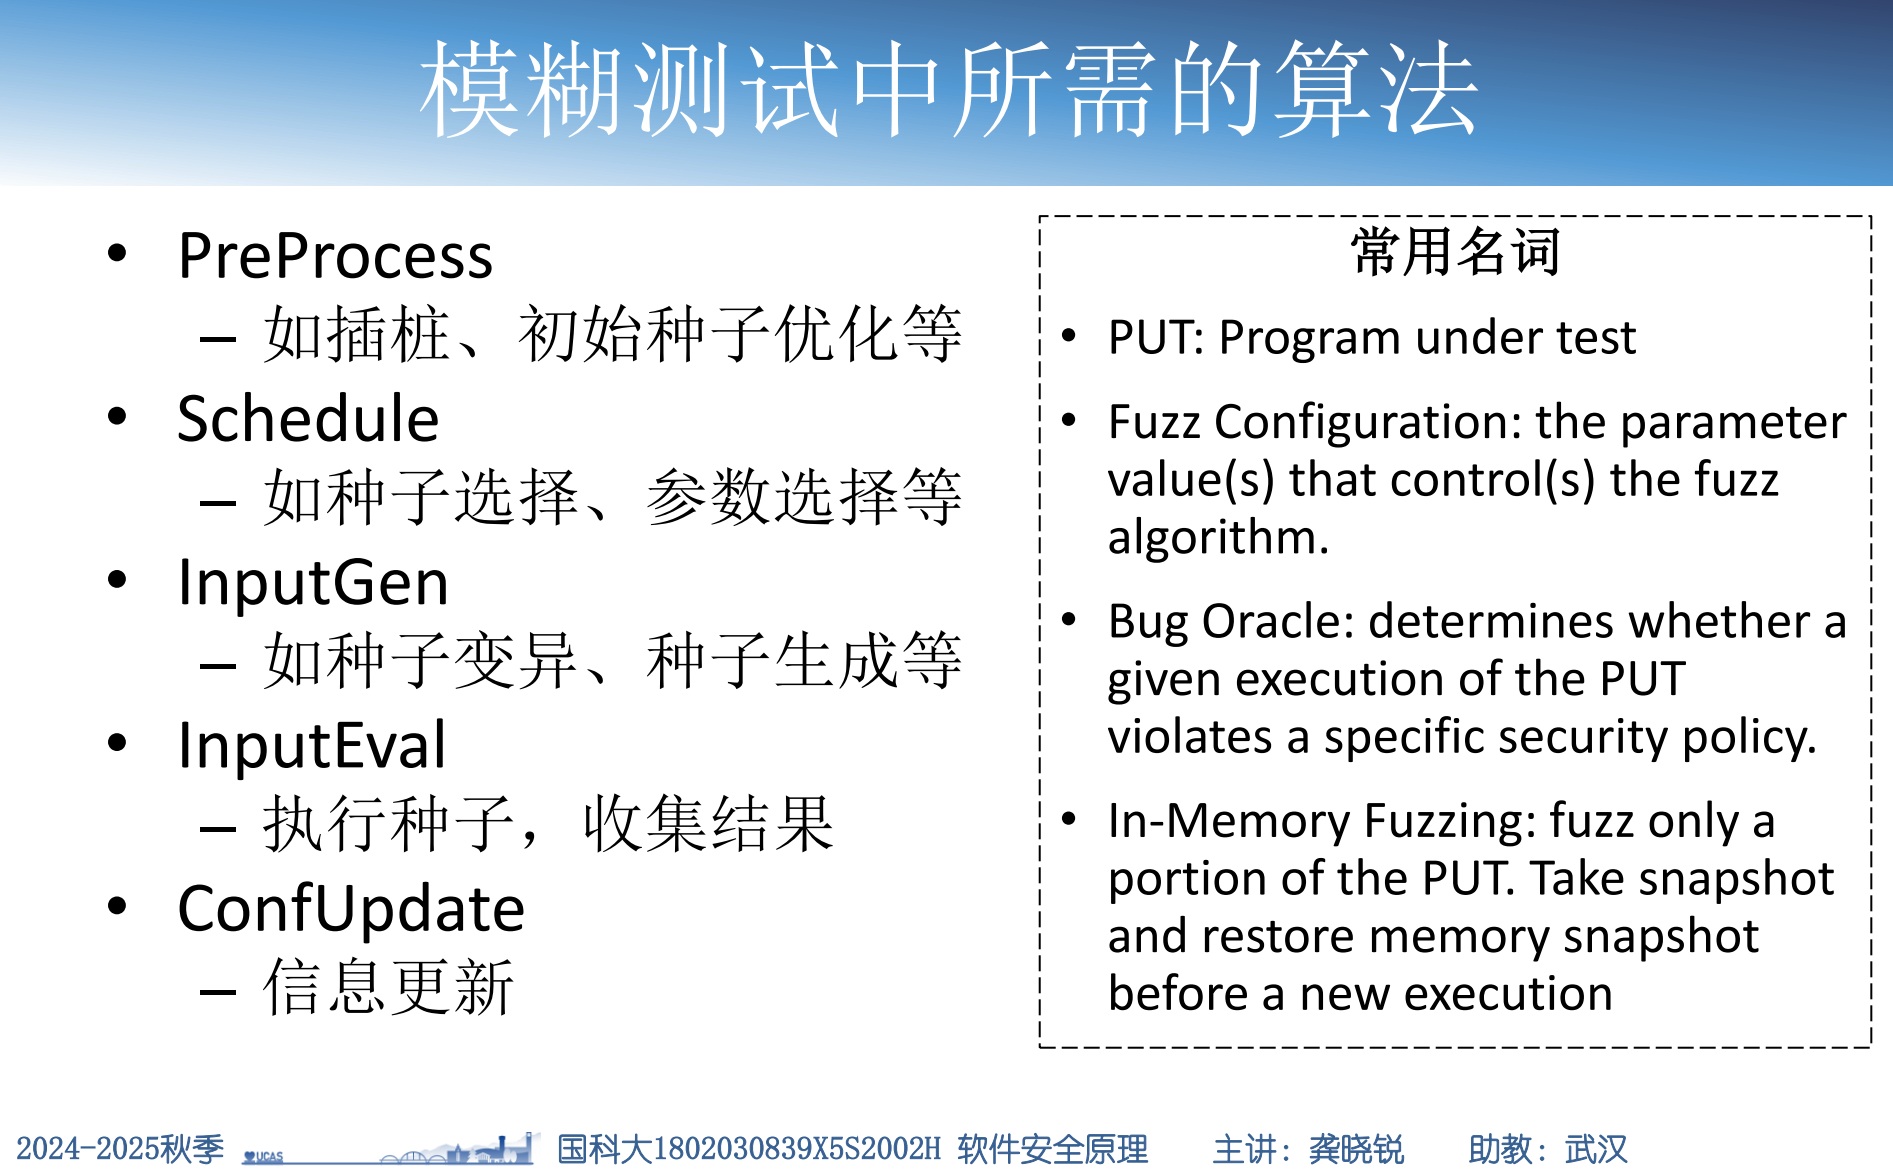 模糊测试中所需的算法
• PreProcess
– 如插桩、初始种子优化等
• Schedule
– 如种子选择、参数选择等
• InputGen
– 如种子变异、种子生成等
• InputEval
– 执行种子，收集结果
• ConfUpdate
– 信息更新
常用名词
• PUT: Program under test
• Fuzz Configuration: the parameter
value(s) that control(s) the fuzz
algorithm.
• Bug Oracle: determines whether a
given execution of the PUT
violates a specific security policy.
• In-Memory Fuzzing: fuzz only a
portion of the PUT. Take snapshot
and restore memory snapshot
before a new execution
2024-2025秋季 UCAS 国科大1802030839X5S2002H 软件安全原理 主讲：龚晓锐 助教：武汉